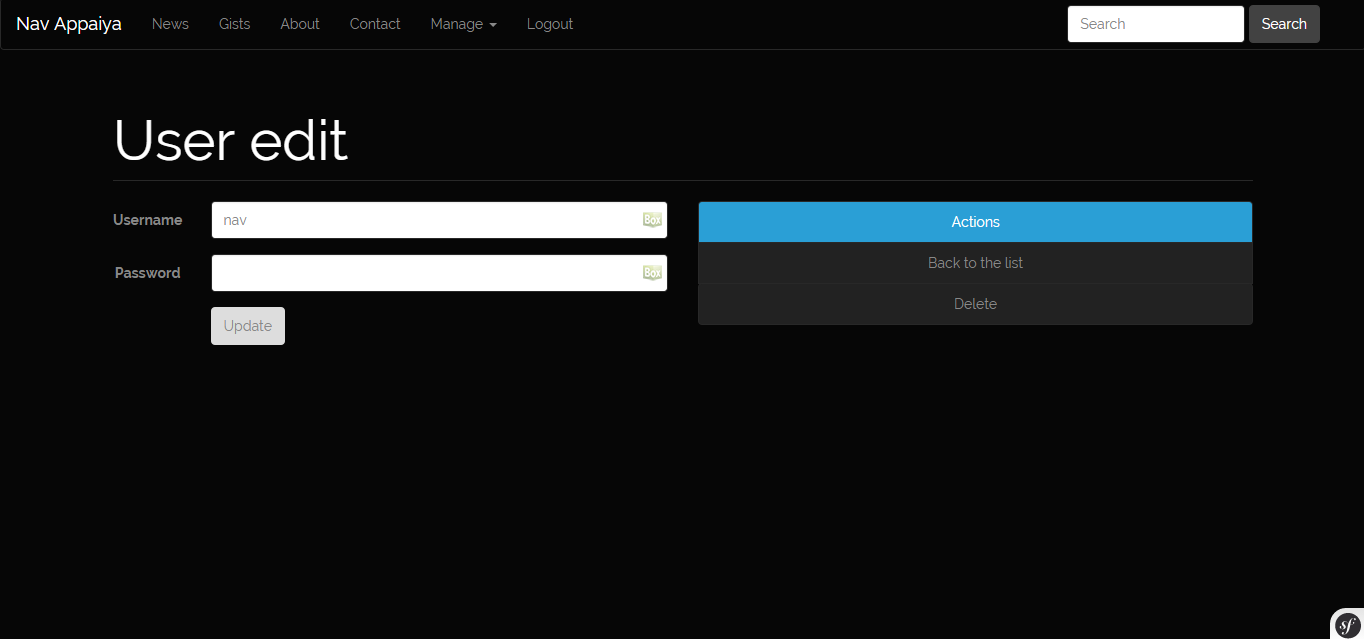 Nav Appaiya News Gists About Contact Manage Logout Search Search
User edit
Username nav Box
Password Box
Update
Actions
Back to the list
Delete
sf